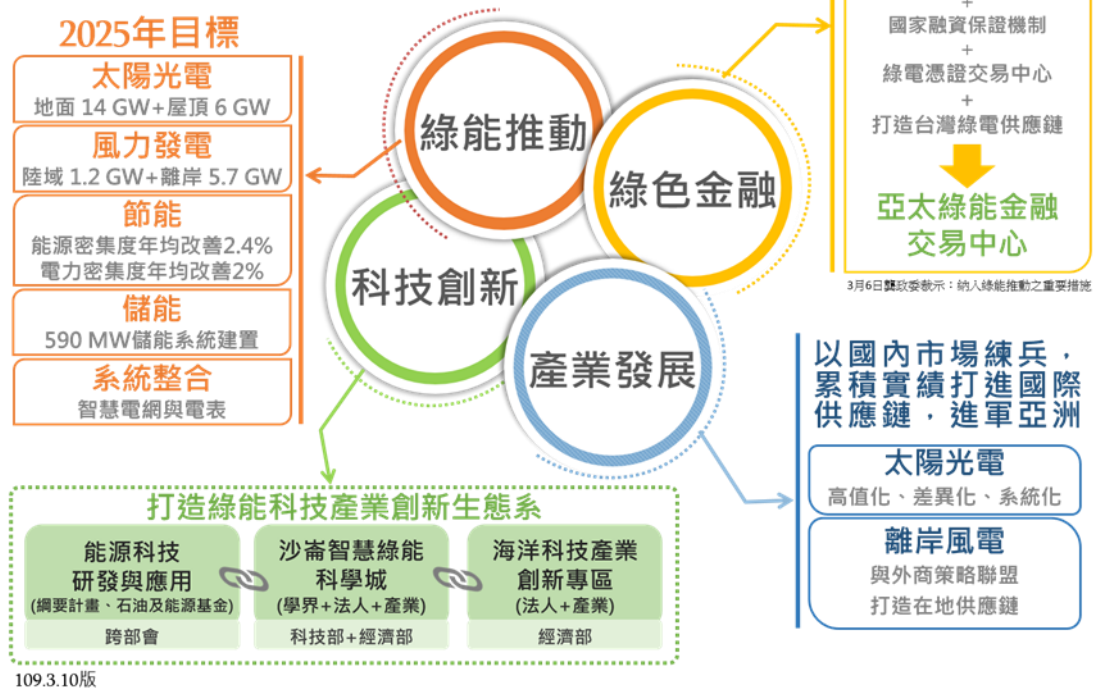 2025年目標
太陽光電
地面 14 GW+屋頂 6 GW
風力發電
陸域 1.2 GW+離岸 5.7 GW
節能
能源密集度年均改善2.4%
電力密集度年均改善2%
儲能
590 MW儲能系統建置
系統整合
智慧電網與電表
綠能推動
綠色金融
科技創新
產業發展
+
國家融資保證機制
+
綠電憑證交易中心
+
打造台灣綠電供應鏈
亞太綠能金融
交易中心
3月6日龔政委裁示:納入綠能推動之重要措施
以國內市場練兵,
累積實績打進國際
供應鏈,進軍亞洲
太陽光電
高值化、差異化、系統化
離岸風電
與外商策略聯盟
打造在地供應鏈
打造綠能科技產業創新生態系
能源科技
研發與應用
(綱要計畫、石油及能源基金)
跨部會
沙崙智慧綠能
科學城
(學界+法人+產業)
科技部+經濟部
海洋科技產業
創新專區
(法人+產業)
經濟部
109.3.10版